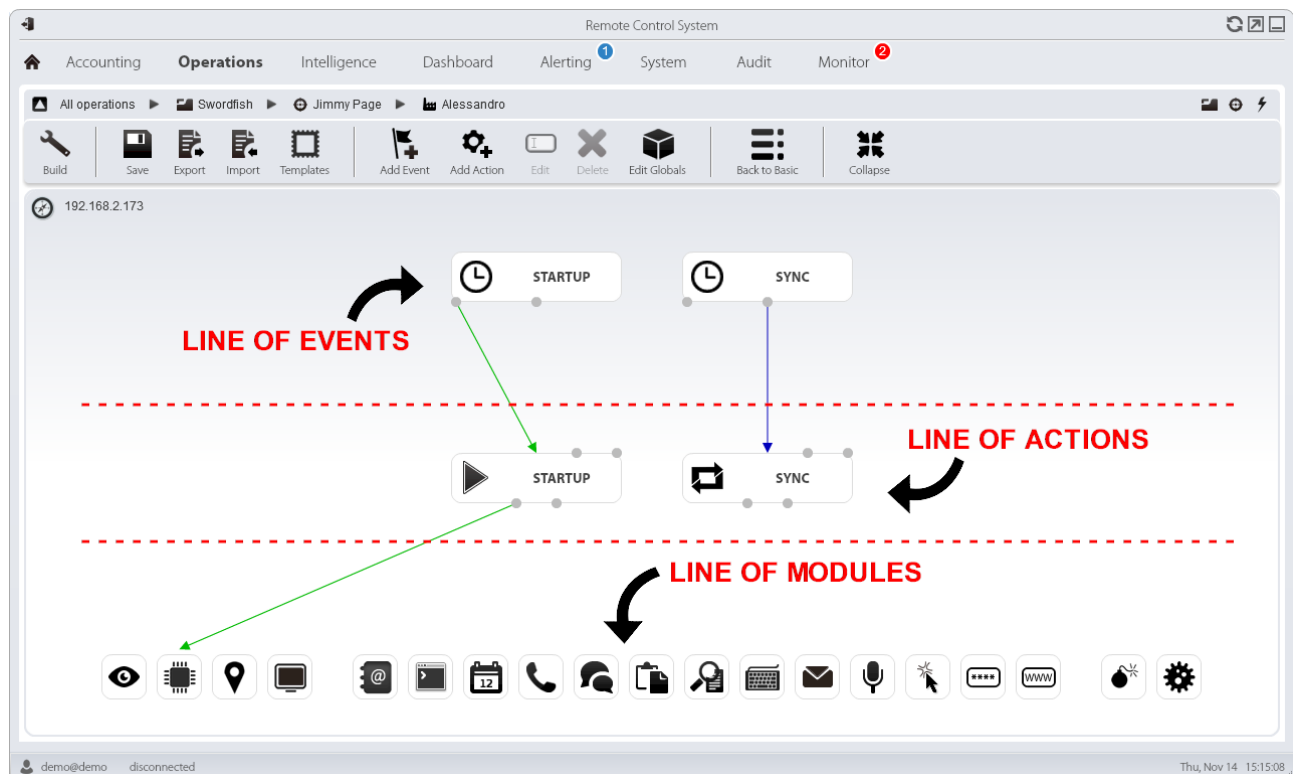 Remote Control System
Accounting Operations Intelligence Dashboard Alerting 1 System Audit Monitor 2
All operations Swordfish Jimmy Page Alessandro
Build Save Export Import Templates Add Event Add Action Edit Delete Edit Globals Back to Basic Collapse
192.168.2.173
STARTUP SYNC
LINE OF EVENTS
LINE OF ACTIONS
STARTUP SYNC
LINE OF MODULES
@ 12 **** WWW
demo@demo disconnected Thu, Nov 14 15:15:08